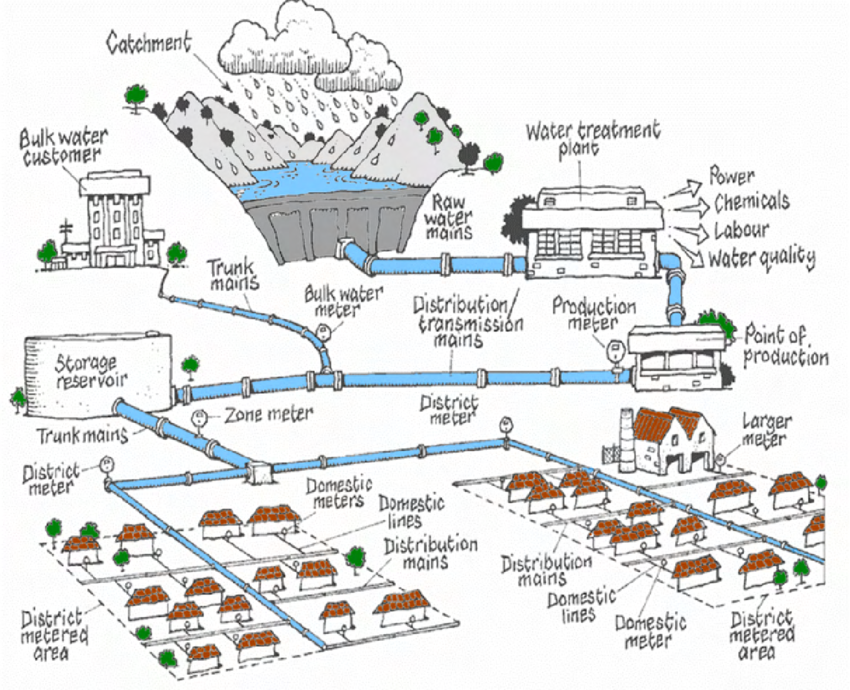 Catchment
Bulk water
customer
Water treatment
plant
Power
Chemicals
Labour
Water quality
Raw
water
mains
Trunk
mains
Bulk water
meter
Distribution/
transmission
mains
Production
meter
Point of
production
Storage
reservoir
Trunk mains
Zone meter
District
meter
Larger
meter
District
meter
Domestic
meters
Domestic
lines
Distribution
mains
Distribution
mains
Domestic
lines
Domestic
meter
District
metered
area
District
metered
area